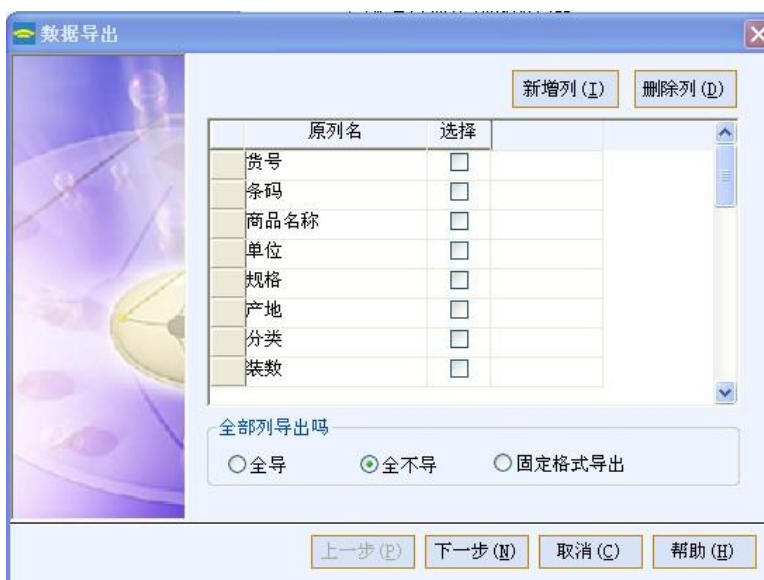 数据导出
新增列(I) 删除列(D)
原列名 选择
货号
条码
商品名称
单位
规格
产地
分类
装数
全部列导出吗
全导 全不导 固定格式导出
上一步(P) 下一步(N) 取消(C) 帮助(H)